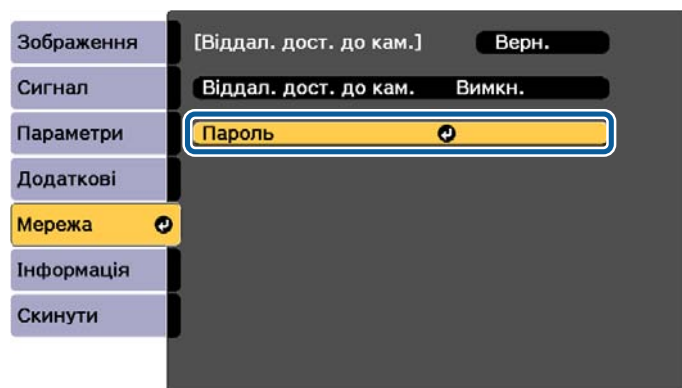 Зображення
Сигнал
Параметри
Додаткові
Мережа
Інформація
Скинути
[Віддал. дост. до кам.] Верн.
Віддал. дост. до кам. Вимкн.
Пароль